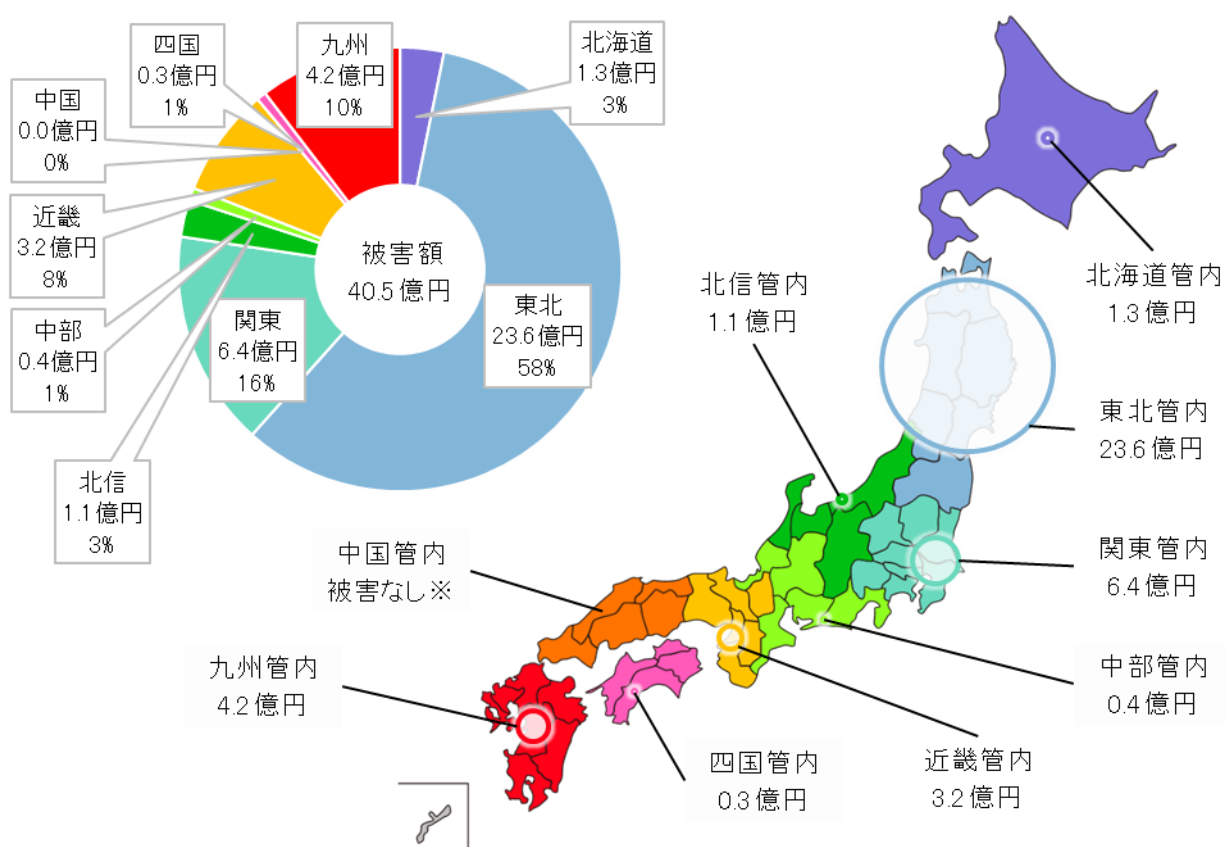 四国
0.3億円
1%
九州
4.2億円
10%
北海道
1.3億円
3%
中国
0.0億円
0%
近畿
3.2億円
8%
中部
0.4億円
1%
北信
1.1億円
3%
関東
6.4億円
16%
被害額
40.5億円
東北
23.6億円
58%
北海道管内
1.3億円
北信管内
1.1億円
東北管内
23.6億円
中国管内
被害なし※
関東管内
6.4億円
九州管内
4.2億円
中部管内
0.4億円
四国管内
0.3億円
近畿管内
3.2億円